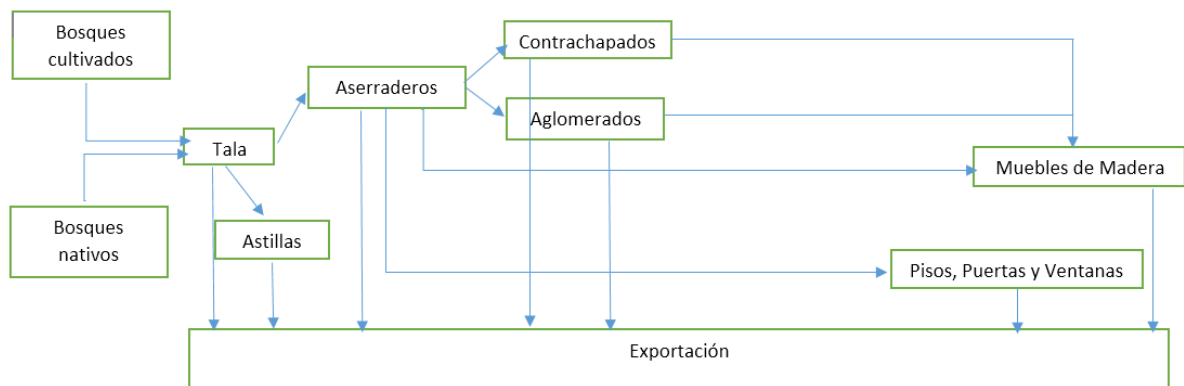 Bosques
cultivados
Contrachapados
Aserraderos
Aglomerados
Tala
Muebles de Madera
Bosques
nativos
Astillas
Pisos, Puertas y Ventanas
Exportación